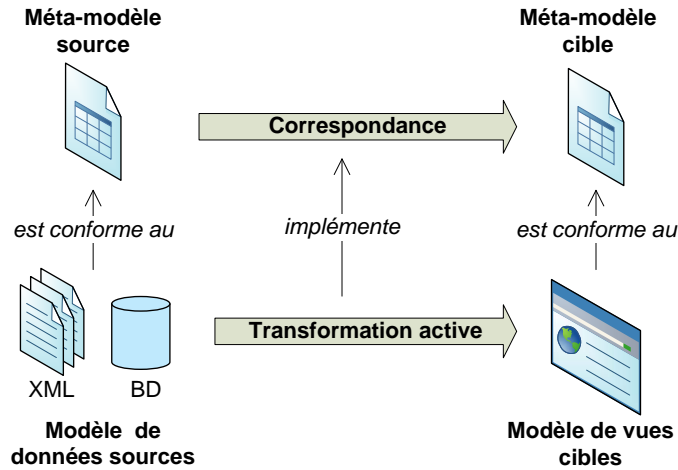 Méta-modèle
source
Méta-modèle
cible
Correspondance
est conforme au
implémente
est conforme au
Transformation active
XML
BD
Modèle de
données sources
Modèle de vues
cibles